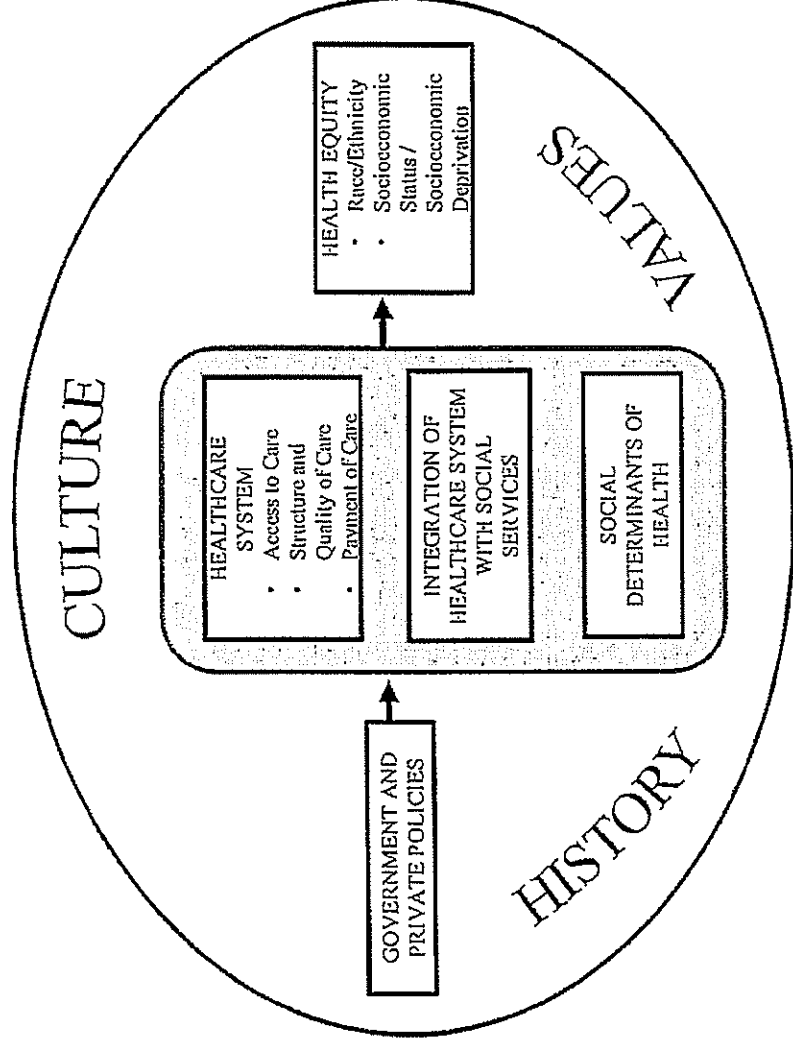 CULTURE
GOVERNMENT AND
PRIVATE POLICIES
HEALTHCARE
SYSTEM
• Access to Care
• Structure and
Quality of Care
• Payment of Care
INTEGRATION OF
HEALTHCARE SYSTEM
WITH SOCIAL
SERVICES
SOCIAL
DETERMINANTS OF
HEALTH
HEALTH EQUITY
• Race/Ethnicity
• Socioeconomic
Status /
Socioeconomic
Deprivation
HISTORY
VALUES